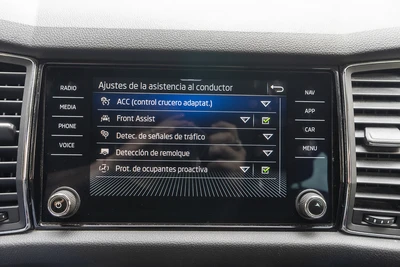 Ajustes de la asistencia al conductor
RADIO
MEDIA
PHONE
VOICE
ACC (control crucero adaptat.)
Front Assist
Detec. de señales de tráfico
Detección de remolque
Prot. de ocupantes proactiva
NAV
APP
CAR
MENU